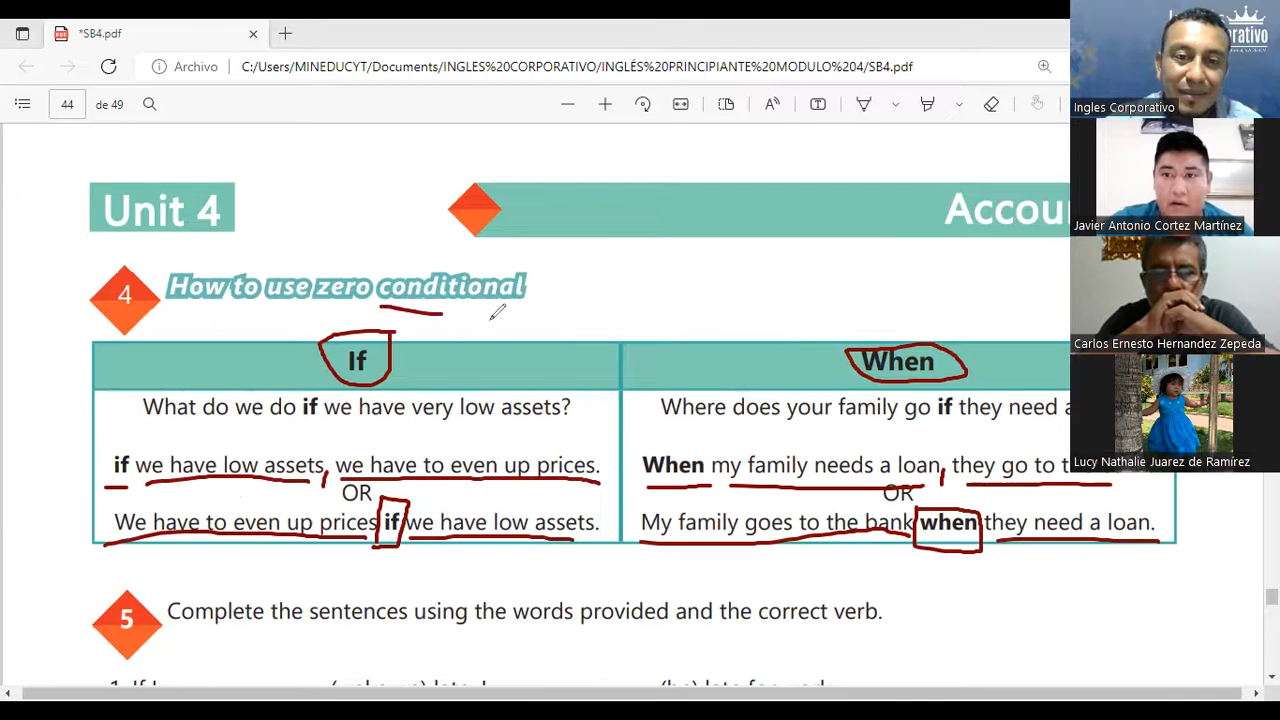 *SB4.pdf
Archivo C:/Users/MINEDUCYT/Documents/INGLES%20CORPORATIVO/INGLÉS%20PRINCIPIANTE%20MODULO%204/SB4.pdf
44 de 49
Unit 4 Accou
4 How to use zero conditional
If When
What do we do if we have very low assets? Where does your family go if they need a
if we have low assets, we have to even up prices. When my family needs a loan, they go to t
OR OR
We have to even up prices if we have low assets. My family goes to the bank when they need a loan.
5 Complete the sentences using the words provided and the correct verb.
Ingles Corporativo
Javier Antonio Cortez Martínez
Carlos Ernesto Hernandez Zepeda
Lucy Nathalie Juarez de Ramírez